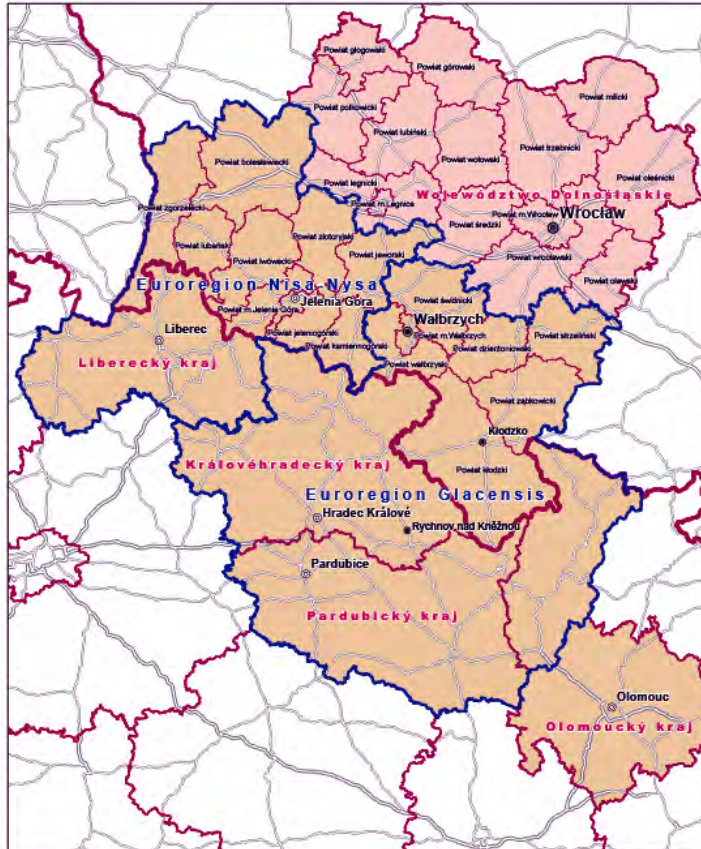 Powiat głogowski
Powiat górowski
Powiat polkowicki
Powiat milicki
Powiat lubiński
Powiat trzebnicki
Powiat wołowski
Powiat bolesławiecki
Powiat oleśnicki
Powiat legnicki
Województwo Dolnośląskie
Powiat zgorzelecki
Powiat m.Legnica
Powiat średzki
Powiat m.Wrocław
Wrocław
Powiat złotoryjski
Powiat lubański
Powiat lwówecki
Powiat jaworski
Powiat wrocławski
Powiat oławski
Euroregion Nisa-Nysa
Jelenia Góra
Powiat m.Jelenia Góra
Powiat świdnicki
Powiat strzeliński
Wałbrzych
Powiat m.Wałbrzych
Powiat jeleniogórski
Powiat kamiennogórski
Powiat dzierżoniowski
Powiat wałbrzyski
Liberec
Liberecký kraj
Powiat ząbkowicki
Kłodzko
Královéhradecký kraj
Powiat kłodzki
Euroregion Glacensis
Hradec Králové
Rychnov nad Kněžnou
Pardubice
Pardubický kraj
Olomouc
Olomoucký kraj